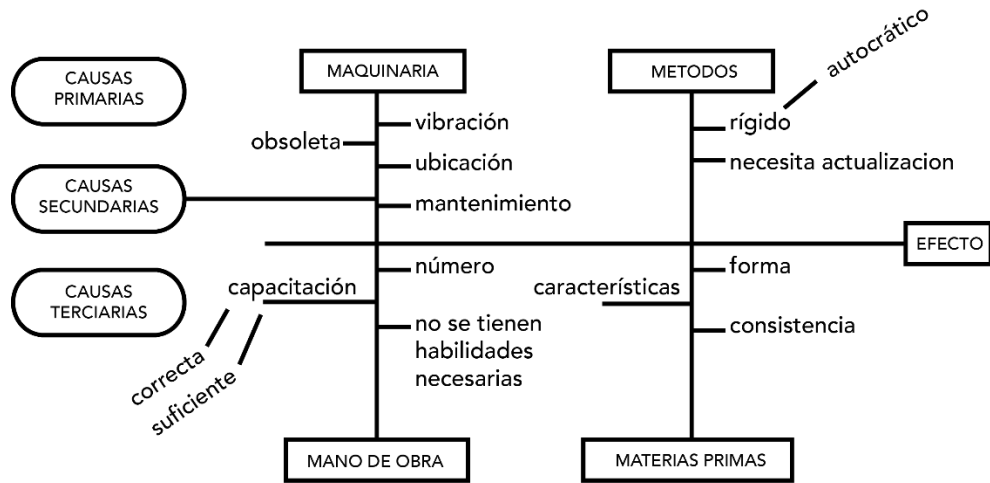 CAUSAS
PRIMARIAS
CAUSAS
SECUNDARIAS
CAUSAS
TERCIARIAS
MAQUINARIA
vibración
obsoleta
ubicación
mantenimiento
METODOS
autocrático
rígido
necesita actualizacion
EFECTO
número
capacitación
correcta
suficiente
no se tienen
habilidades
necesarias
MANO DE OBRA
forma
características
consistencia
MATERIAS PRIMAS